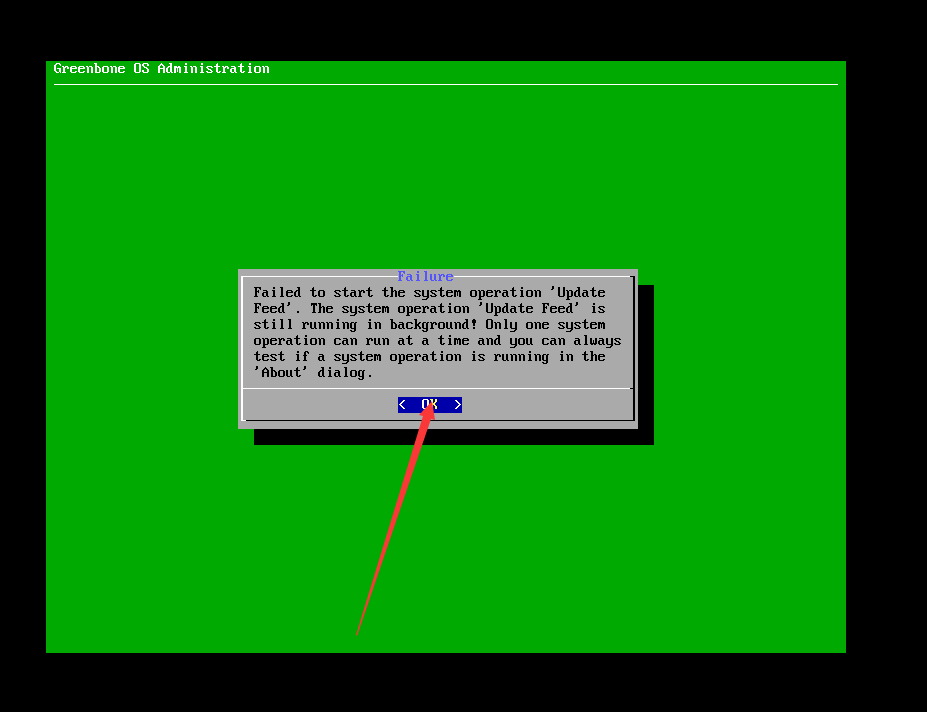 Greenbone OS Administration
Failure
Failed to start the system operation 'Update
Feed'. The system operation 'Update Feed' is
still running in background! Only one system
operation can run at a time and you can always
test if a system operation is running in the
'About' dialog.
< OK >